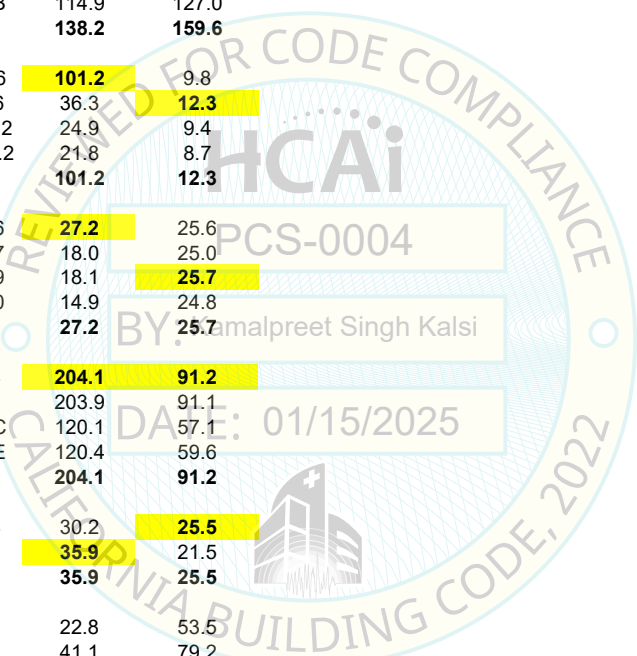 3 114.9 127.0
138.2 159.6
6 101.2 9.8
6 36.3 12.3
2 24.9 9.4
.2 21.8 8.7
101.2 12.3
6 27.2 25.6
7 18.0 25.0
9 18.1 25.7
0 14.9 24.8
27.2 25.7
204.1 91.2
203.9 91.1
C 120.1 57.1
E 120.4 59.6
204.1 91.2
30.2 25.5
35.9 21.5
35.9 25.5
22.8 53.5
41.1 79.2
REVIEWED FOR CODE COMPLIANCE
HCAi
PCS-0004
BY: Kamalpreet Singh Kalsi
DATE: 01/15/2025
CALIFORNIA BUILDING CODE, 2022